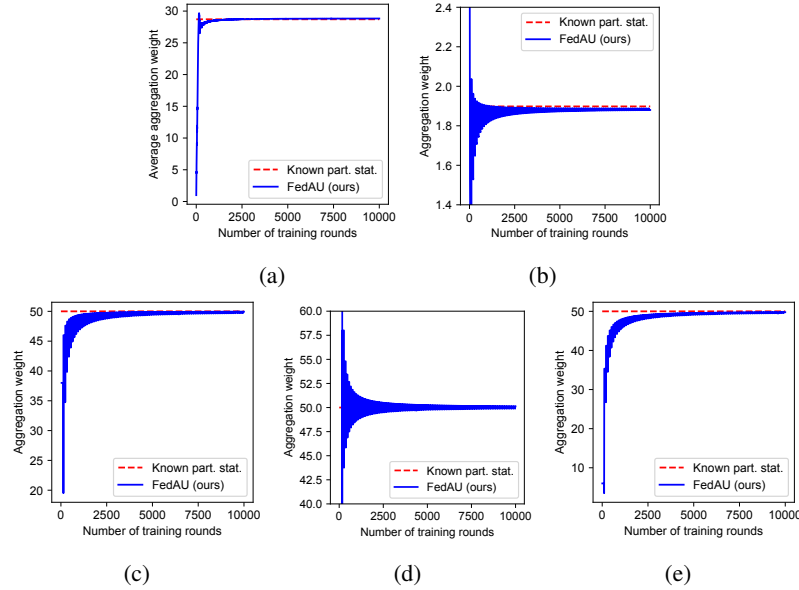 Average aggregation weight
30
25
20
15
10
5
0
Known part. stat.
FedAU (ours)
0 2500 5000 7500 10000
Number of training rounds
(a)
Aggregation weight
2.4
2.2
2.0
1.8
1.6
1.4
Known part. stat.
FedAU (ours)
0 2500 5000 7500 10000
Number of training rounds
(b)
Aggregation weight
50
45
40
35
30
25
20
Known part. stat.
FedAU (ours)
0 2500 5000 7500 10000
Number of training rounds
(c)
Aggregation weight
60.0
57.5
55.0
52.5
50.0
47.5
45.0
42.5
40.0
Known part. stat.
FedAU (ours)
0 2500 5000 7500 10000
Number of training rounds
(d)
Aggregation weight
50
40
30
20
10
Known part. stat.
FedAU (ours)
0 2500 5000 7500 10000
Number of training rounds
(e)